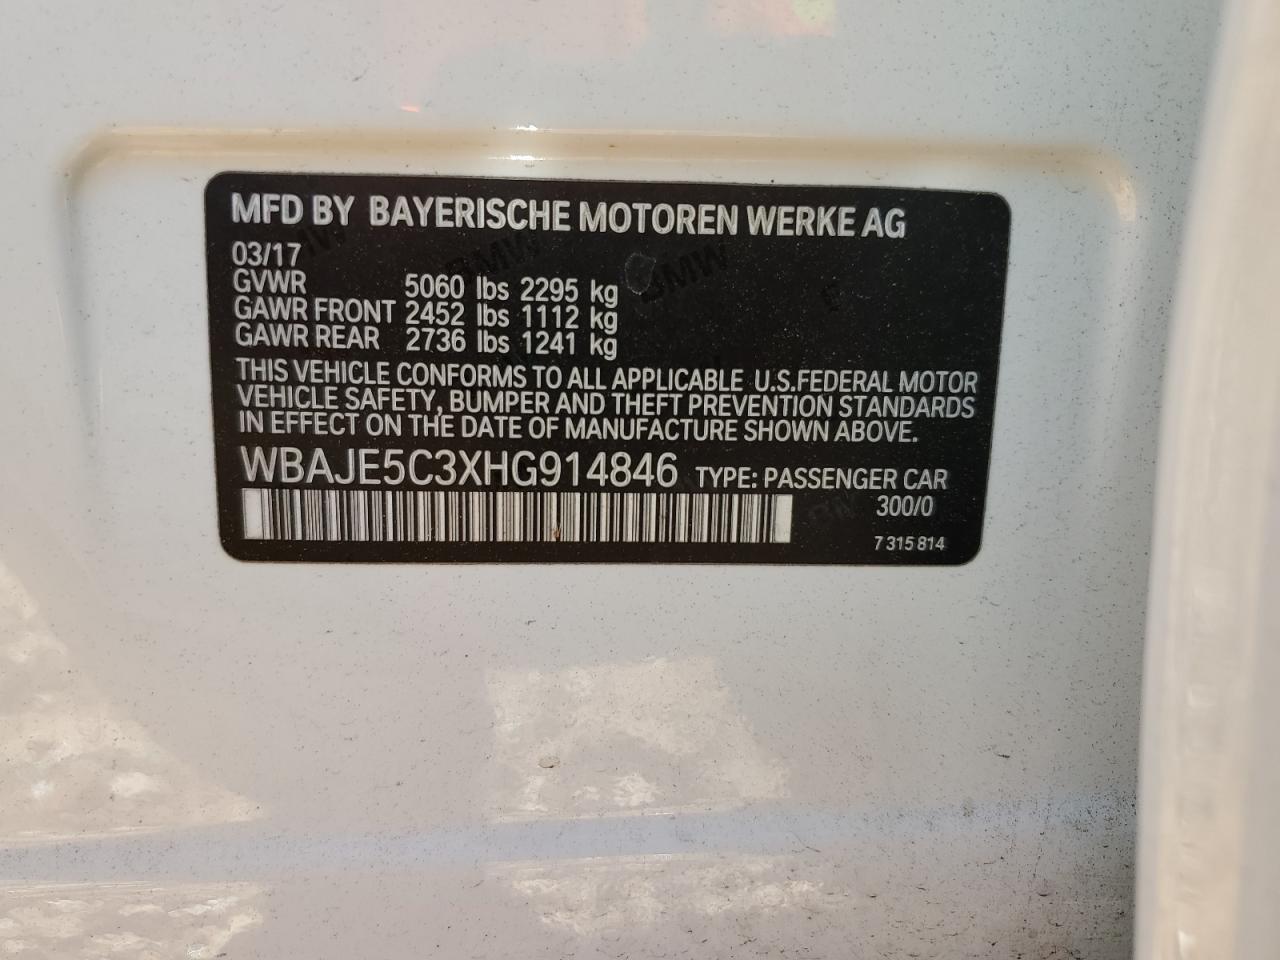 MFD BY BAYERISCHE MOTOREN WERKE AG
03/17
GVWR 5060 lbs 2295 kg
GAWR FRONT 2452 lbs 1112 kg
GAWR REAR 2736 lbs 1241 kg
THIS VEHICLE CONFORMS TO ALL APPLICABLE U.S.FEDERAL MOTOR
VEHICLE SAFETY, BUMPER AND THEFT PREVENTION STANDARDS
IN EFFECT ON THE DATE OF MANUFACTURE SHOWN ABOVE.
WBAJE5C3XHG914846 TYPE: PASSENGER CAR
300/0
7 315 814
BMW
BMW
BMW